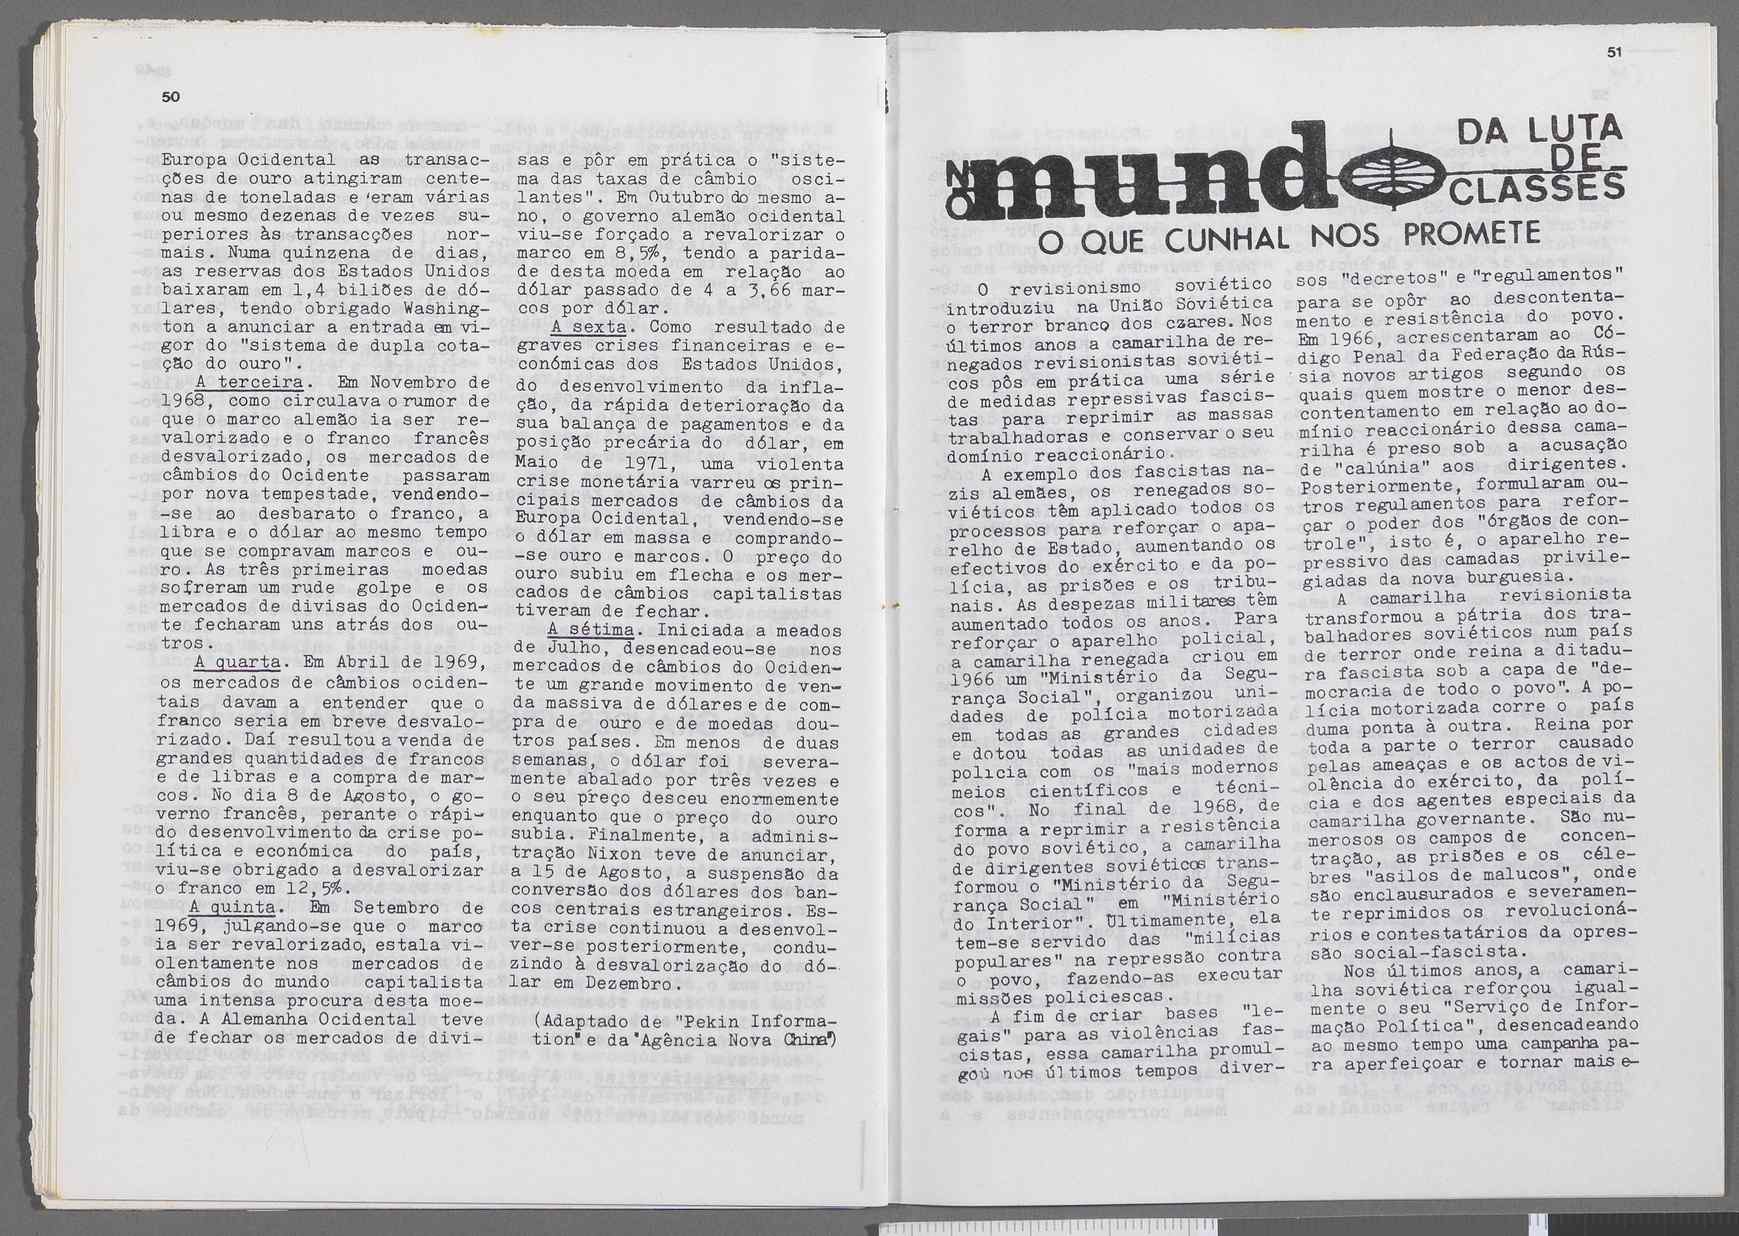 50
Europa Ocidental as transac-
ções de ouro atingiram cente-
nas de toneladas e eram várias
ou mesmo dezenas de vezes su-
periores às transacções nor-
mais. Numa quinzena de dias,
as reservas dos Estados Unidos
baixaram em 1,4 biliões de dó-
lares, tendo obrigado Washing-
ton a anunciar a entrada em vi-
gor do "sistema de dupla cota-
ção do ouro".
A terceira. Em Novembro de
1968, como circulava o rumor de
que o marco alemão ia ser re-
valorizado e o franco francês
desvalorizado, os mercados de
câmbios do Ocidente passaram
por nova tempestade, vendendo-
-se ao desbarato o franco, a
libra e o dólar ao mesmo tempo
que se compravam marcos e ou-
ro. As três primeiras moedas
sofreram um rude golpe e os
mercados de divisas do Ociden-
te fecharam uns atrás dos ou-
tros.
A quarta. Em Abril de 1969,
os mercados de câmbios ociden-
tais davam a entender que o
franco seria em breve desvalo-
rizado. Daí resultou a venda de
grandes quantidades de francos
e de libras e a compra de mar-
cos. No dia 8 de Agosto, o go-
verno francês, perante o rápi-
do desenvolvimento da crise po-
lítica e económica do país,
viu-se obrigado a desvalorizar
o franco em 12,5%.
A quinta. Em Setembro de
1969, julgando-se que o marco
ia ser revalorizado, estala vi-
olentamente nos mercados de
câmbios do mundo capitalista
uma intensa procura desta moe-
da. A Alemanha Ocidental teve
de fechar os mercados de divi-
sas e pôr em prática o "siste-
ma das taxas de câmbio osci-
lantes". Em Outubro do mesmo a-
no, o governo alemão ocidental
viu-se forçado a revalorizar o
marco em 8,5%, tendo a parida-
de desta moeda em relação ao
dólar passado de 4 a 3,66 mar-
cos por dólar.
A sexta. Como resultado de
graves crises financeiras e e-
conómicas dos Estados Unidos,
do desenvolvimento da infla-
ção, da rápida deterioração da
sua balança de pagamentos e da
posição precária do dólar, em
Maio de 1971, uma violenta
crise monetária varreu os prin-
cipais mercados de câmbios da
Europa Ocidental, vendendo-se
o dólar em massa e comprando-
-se ouro e marcos. O preço do
ouro subiu em flecha e os mer-
cados de câmbios capitalistas
tiveram de fechar.
A sétima. Iniciada a meados
de Julho, desencadeou-se nos
mercados de câmbios do Ociden-
te um grande movimento de ven-
da massiva de dólares e de com-
pra de ouro e de moedas dou-
tros países. Em menos de duas
semanas, o dólar foi severa-
mente abalado por três vezes e
o seu preço desceu enormemente
enquanto que o preço do ouro
subia. Finalmente, a adminis-
tração Nixon teve de anunciar,
a 15 de Agosto, a suspensão da
conversão dos dólares dos ban-
cos centrais estrangeiros. Es-
ta crise continuou a desenvol-
ver-se posteriormente, condu-
zindo à desvalorização do dó-
lar em Dezembro.
(Adaptado de "Pekin Informa-
tion" e da "Agência Nova China")
51
NO mundo DA LUTA
DE
CLASSES
O QUE CUNHAL NOS PROMETE
O revisionismo soviético
introduziu na União Soviética
o terror branco dos czares. Nos
últimos anos a camarilha de re-
negados revisionistas soviéti-
cos pôs em prática uma série
de medidas repressivas fascis-
tas para reprimir as massas
trabalhadoras e conservar o seu
domínio reaccionário.
A exemplo dos fascistas na-
zis alemães, os renegados so-
viéticos têm aplicado todos os
processos para reforçar o apa-
relho de Estado, aumentando os
efectivos do exército e da po-
lícia, as prisões e os tribu-
nais. As despezas militares têm
aumentado todos os anos. Para
reforçar o aparelho policial,
a camarilha renegada criou em
1966 um "Ministério da Segu-
rança Social", organizou uni-
dades de polícia motorizada
em todas as grandes cidades
e dotou todas as unidades de
polícia com os "mais modernos
meios científicos e técni-
cos". No final de 1968, de
forma a reprimir a resistência
do povo soviético, a camarilha
de dirigentes soviéticos trans-
formou o "Ministério da Segu-
rança Social" em "Ministério
do Interior". Ultimamente, ela
tem-se servido das "milícias
populares" na repressão contra
o povo, fazendo-as executar
missões policiescas.
A fim de criar bases "le-
gais" para as violências fas-
cistas, essa camarilha promul-
gou nos últimos tempos diver-
sos "decretos" e "regulamentos"
para se opôr ao descontenta-
mento e resistência do povo.
Em 1966, acrescentaram ao Có-
digo Penal da Federação da Rús-
sia novos artigos segundo os
quais quem mostre o menor des-
contentamento em relação ao do-
mínio reaccionário dessa cama-
rilha é preso sob a acusação
de "calúnia" aos dirigentes.
Posteriormente, formularam ou-
tros regulamentos para refor-
çar o poder dos "órgãos de con-
trole", isto é, o aparelho re-
pressivo das camadas privile-
giadas da nova burguesia.
A camarilha revisionista
transformou a pátria dos tra-
balhadores soviéticos num país
de terror onde reina a ditadu-
ra fascista sob a capa de "de-
mocracia de todo o povo". A po-
lícia motorizada corre o país
duma ponta à outra. Reina por
toda a parte o terror causado
pelas ameaças e os actos de vi-
olência do exército, da polí-
cia e dos agentes especiais da
camarilha governante. São nu-
merosos os campos de concen-
tração, as prisões e os céle-
bres "asilos de malucos", onde
são enclausurados e severamen-
te reprimidos os revolucioná-
rios e contestatários da opres-
são social-fascista.
Nos últimos anos, a camari-
lha soviética reforçou igual-
mente o seu "Serviço de Infor-
mação Política", desencadeando
ao mesmo tempo uma campanha pa-
ra aperfeiçoar e tornar mais e-